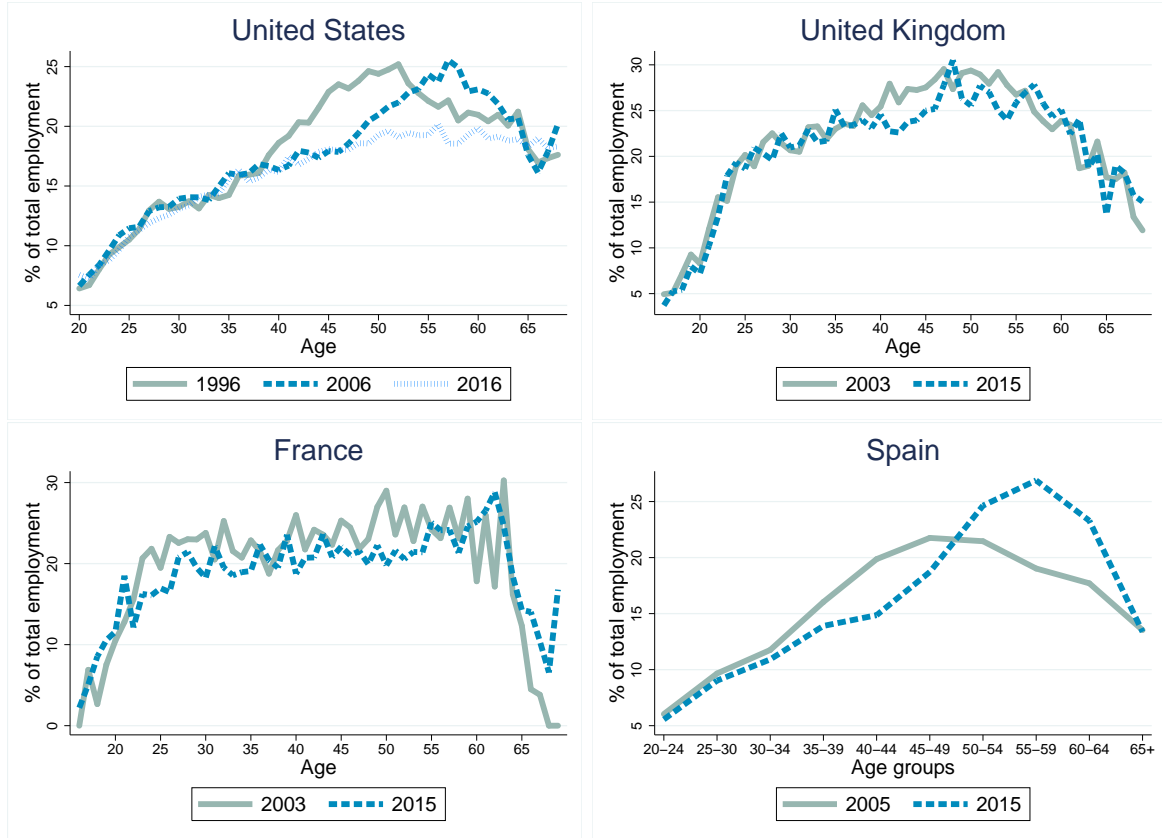 United States
% of total employment
25
20
15
10
5
20 25 30 35 40 45 50 55 60 65
Age
1996 2006 2016
United Kingdom
% of total employment
30
25
20
15
10
5
20 25 30 35 40 45 50 55 60 65
Age
2003 2015
France
% of total employment
30
20
10
0
20 25 30 35 40 45 50 55 60 65
Age
2003 2015
Spain
% of total employment
25
20
15
10
5
20–24 25–30 30–34 35–39 40–44 45–49 50–54 55–59 60–64 65+
Age groups
2005 2015